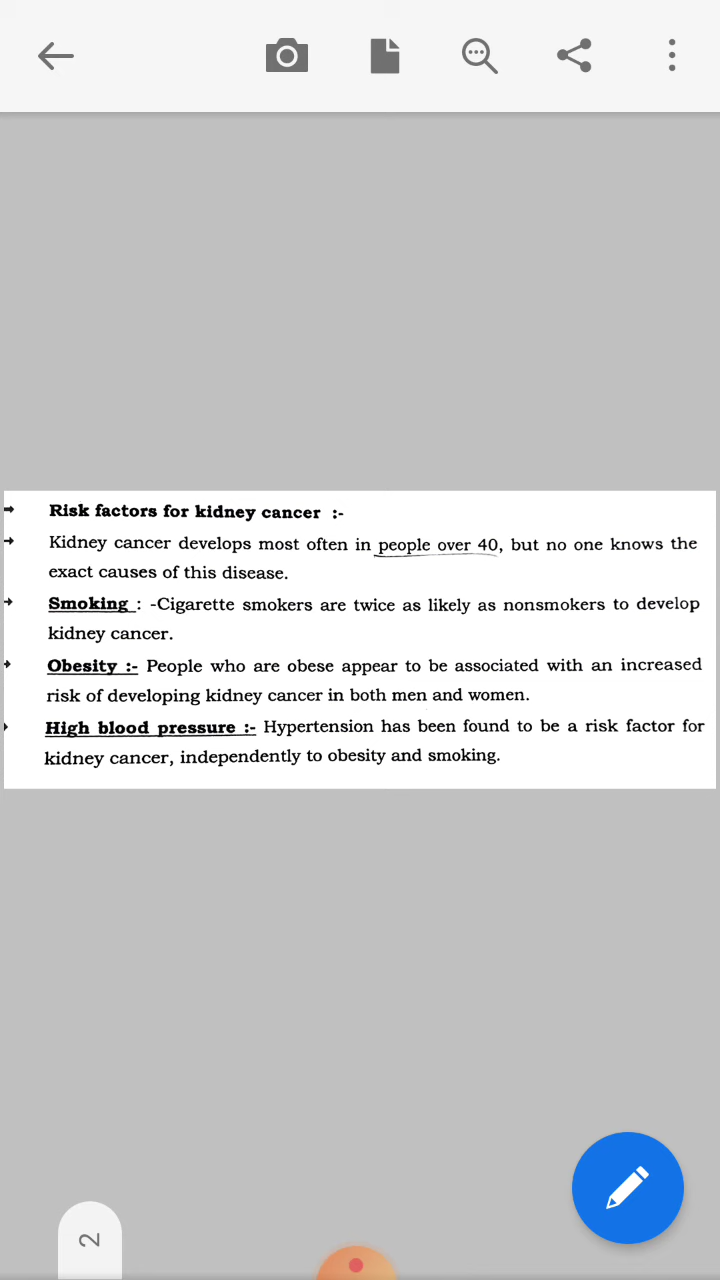 → Risk factors for kidney cancer :-
→ Kidney cancer develops most often in people over 40, but no one knows the
exact causes of this disease.
→ Smoking : -Cigarette smokers are twice as likely as nonsmokers to develop
kidney cancer.
→ Obesity :- People who are obese appear to be associated with an increased
risk of developing kidney cancer in both men and women.
→ High blood pressure :- Hypertension has been found to be a risk factor for
kidney cancer, independently to obesity and smoking.
2